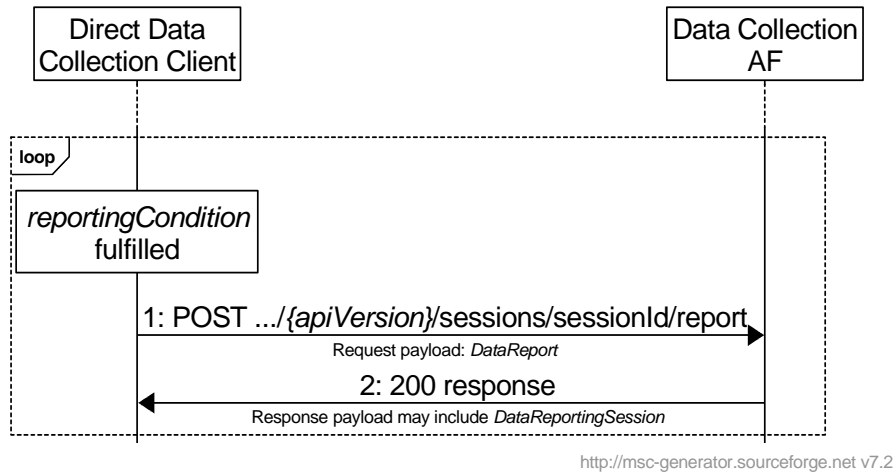 Direct Data
Collection Client
Data Collection
AF
loop
reportingCondition
fulfilled
1: POST .../{apiVersion}/sessions/sessionId/report
Request payload: DataReport
2: 200 response
Response payload may include DataReportingSession
http://msc-generator.sourceforge.net v7.2